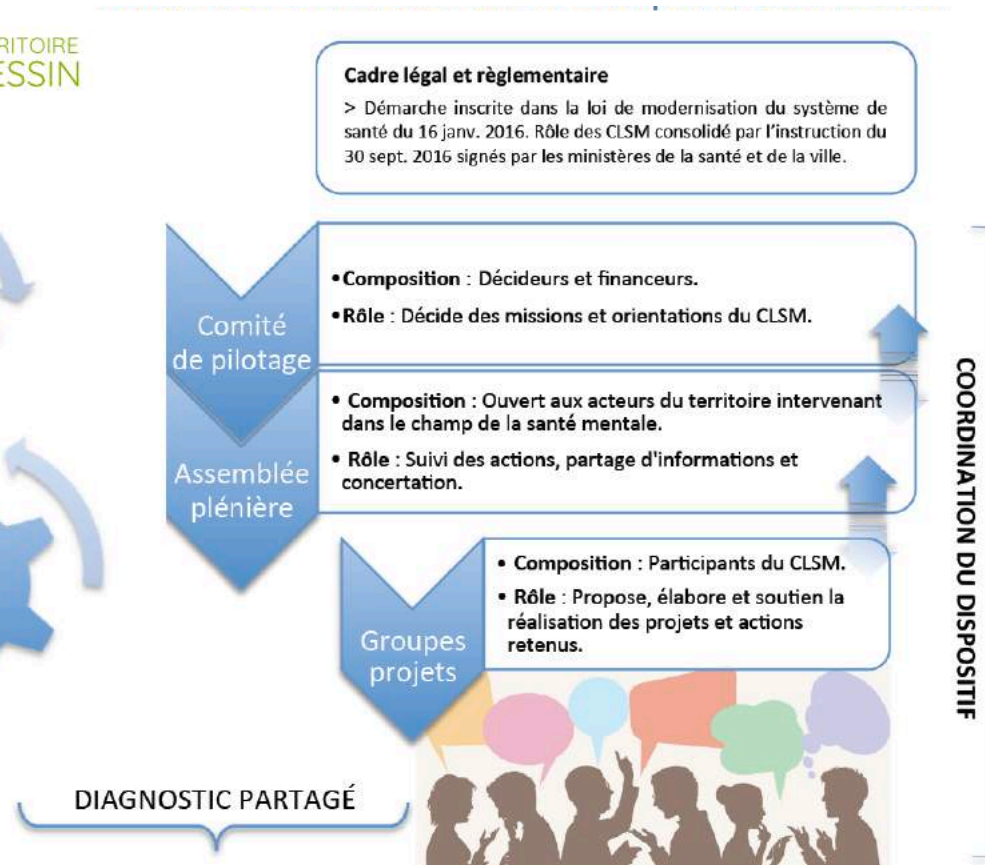 RITOIRE
ESSIN
Cadre légal et règlementaire
> Démarche inscrite dans la loi de modernisation du système de
santé du 16 janv. 2016. Rôle des CLSM consolidé par l'instruction du
30 sept. 2016 signés par les ministères de la santé et de la ville.
Comité
de pilotage
•Composition : Décideurs et financeurs.
•Rôle : Décide des missions et orientations du CLSM.
Assemblée
plénière
• Composition : Ouvert aux acteurs du territoire intervenant
dans le champ de la santé mentale.
• Rôle : Suivi des actions, partage d'informations et
concertation.
Groupes
projets
• Composition : Participants du CLSM.
• Rôle : Propose, élabore et soutien la
réalisation des projets et actions
retenus.
COORDINATION DU DISPOSITIF
DIAGNOSTIC PARTAGÉ